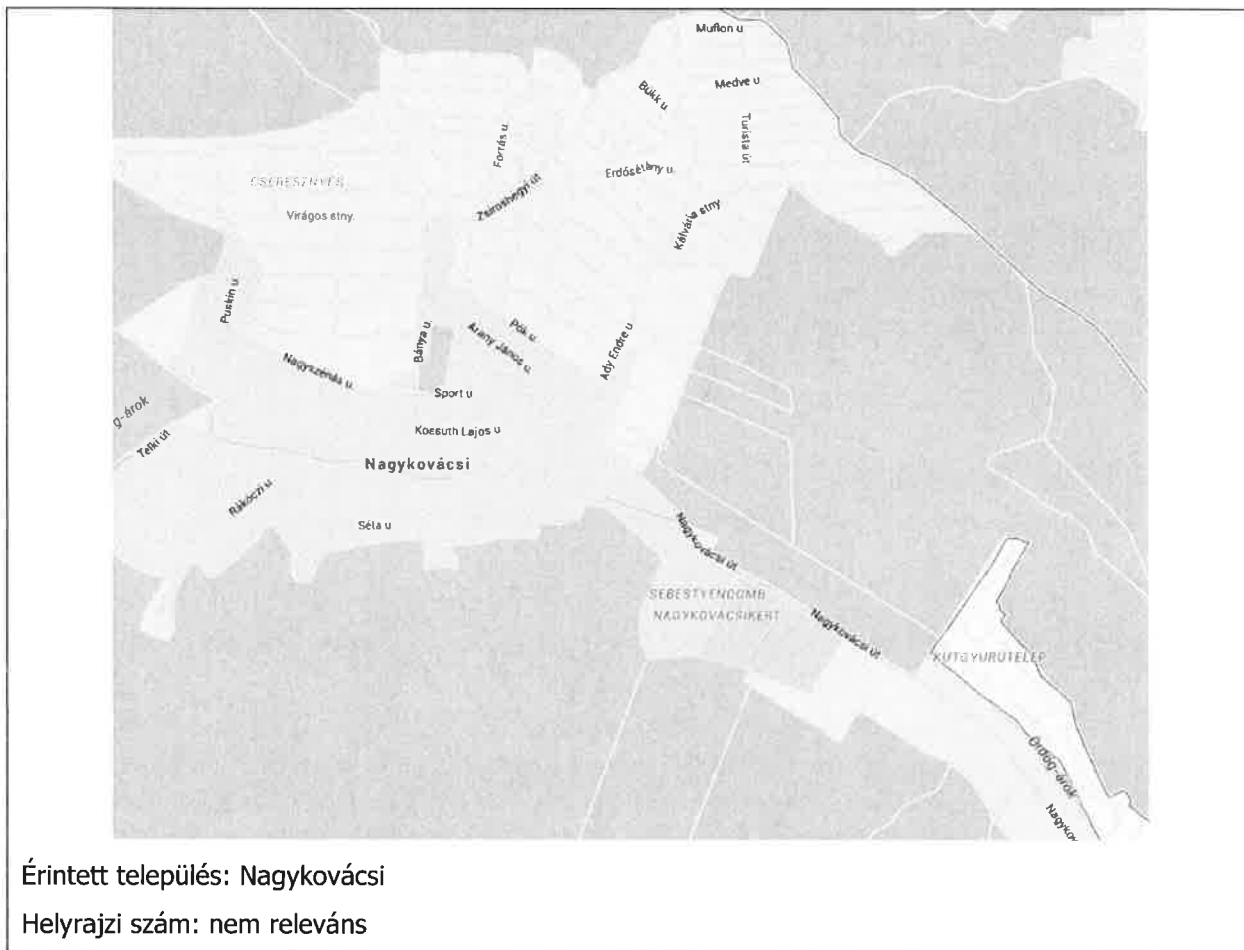 Muflon u
Medve u.
Bükk u.
Turista út
Forrás u.
Erdősétány u.
CSERESZNYÉS
Zsíroshegyi út
Virágos étny.
Kálvária stny
Puskin u.
Bánya u.
Pók u.
Arany János u.
Ady Endre u
Nagyszénás u.
Sport u
g-árok
Kossuth Lajos u
Telki út
Nagykovácsi
Rákóczi u
Séta u
Nagykovácsi út
SEBESTYÉNDOMB
NAGYKOVÁCSIKERT
Nagykovácsi út
KÚTGYŰRŰTELEP
Ördög-árok
Nagykov
Érintett település: Nagykovácsi
Helyrajzi szám: nem releváns